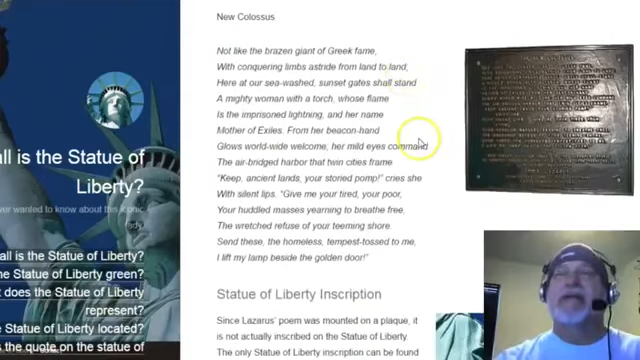 New Colossus
Not like the brazen giant of Greek fame,
With conquering limbs astride from land to land,
Here at our sea-washed, sunset gates shall stand
A mighty woman with a torch, whose flame
Is the imprisoned lightning, and her name
Mother of Exiles. From her beacon-hand
Glows world-wide welcome, her mild eyes command
The air-bridged harbor that twin cities frame
"Keep, ancient lands, your storied pomp!" cries she
With silent lips. "Give me your tired, your poor,
Your huddled masses yearning to breathe free,
The wretched refuse of your teeming shore.
Send these, the homeless, tempest-tossed to me,
I lift my lamp beside the golden door!"
Statue of Liberty Inscription
Since Lazarus' poem was mounted on a plaque, it
is not actually inscribed on the Statue of Liberty.
The only Statue of Liberty inscription can be found
all is the Statue of
Liberty?
ver wanted to know about this iconic
lady
all is the Statue of Liberty?
he Statue of Liberty green?
t does the Statue of Liberty
represent?
e Statue of Liberty located?
s the quote on the statue of